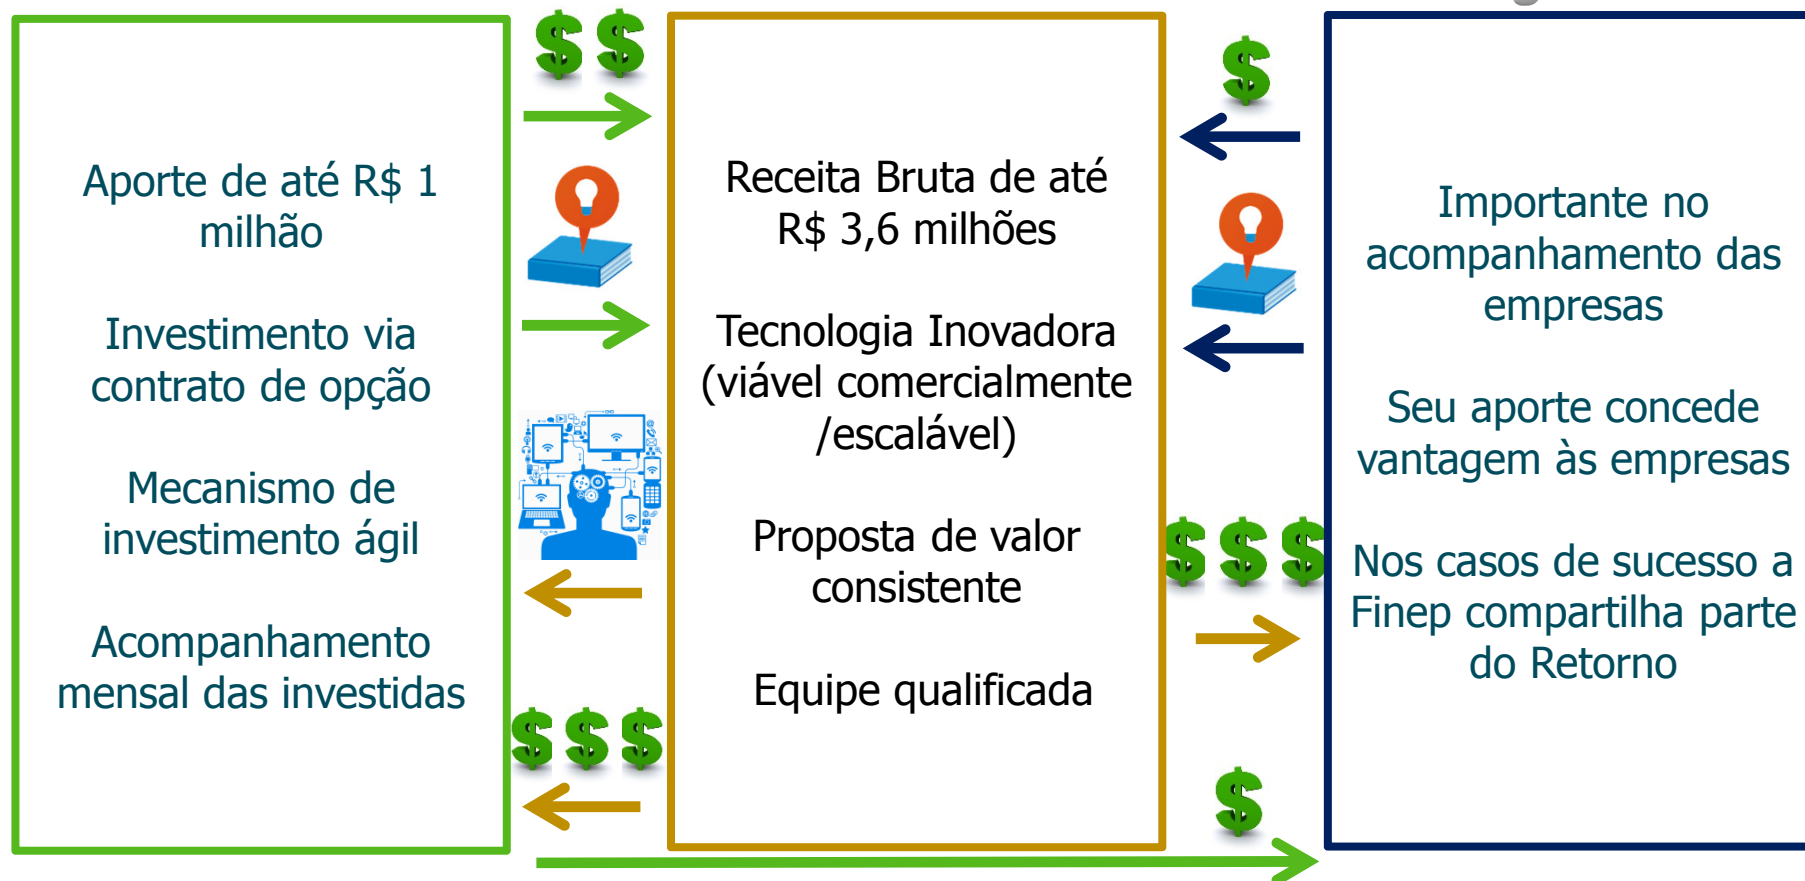 Aporte de até R$ 1
milhão
Investimento via
contrato de opção
Mecanismo de
investimento ágil
Acompanhamento
mensal das investidas
Receita Bruta de até
R$ 3,6 milhões
Tecnologia Inovadora
(viável comercialmente
/escalável)
Proposta de valor
consistente
Equipe qualificada
Importante no
acompanhamento das
empresas
Seu aporte concede
vantagem às empresas
Nos casos de sucesso a
Finep compartilha parte
do Retorno